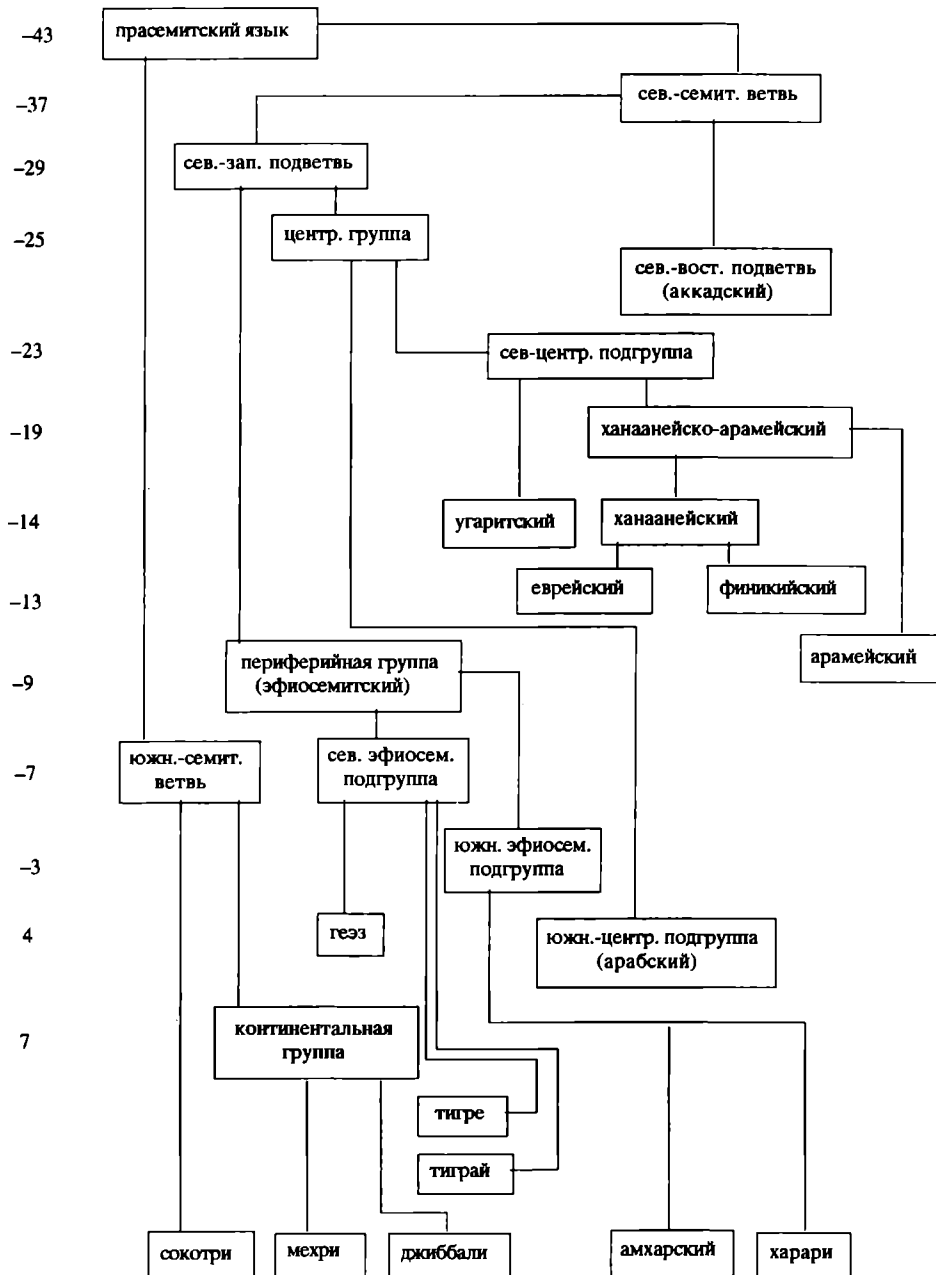 -43
прасемитский язык
сев.-семит. ветвь
-37
сев.-зап. подветвь
-29
центр. группа
-25
сев.-вост. подветвь
(аккадский)
-23
сев-центр. подгруппа
ханаанейско-арамейский
-19
угаритский
ханаанейский
-14
еврейский
финикийский
-13
арамейский
периферийная группа
(эфиосемитский)
-9
южн.-семит.
ветвь
сев. эфиосем.
подгруппа
-7
южн. эфиосем.
подгруппа
-3
геэз
4
южн.-центр. подгруппа
(арабский)
континентальная
группа
7
тигре
тиграй
сокотри
мехри
джиббали
амхарский
харари